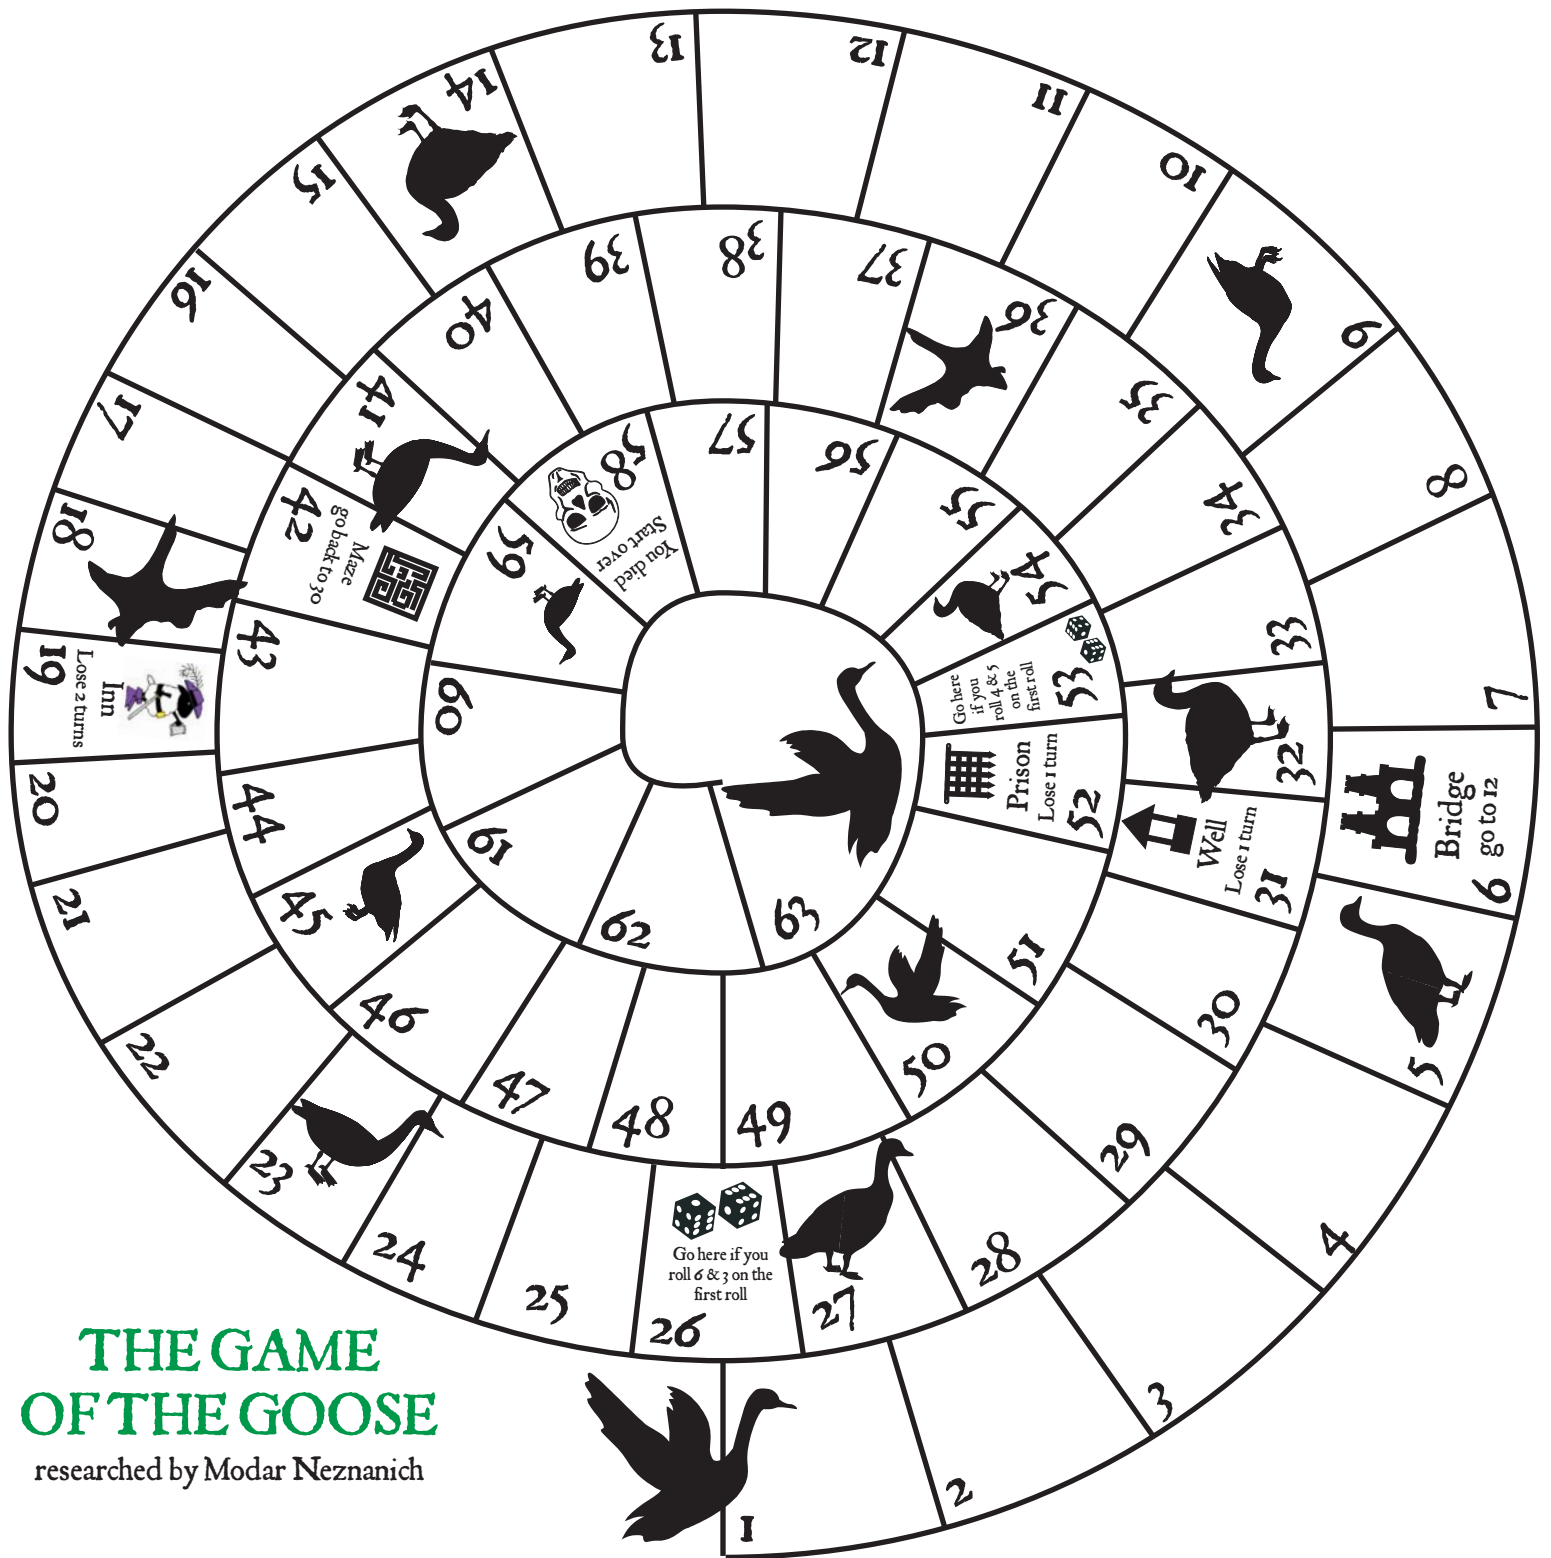 1
2
3
4
5
6
Bridge
go to 12
7
8
9
10
11
12
13
14
15
16
17
18
19
Inn
Lose 2 turns
20
21
22
23
24
25
Go here if you
roll 6 & 3 on the
first roll
26
27
28
29
30
31
Well
Lose 1 turn
32
33
34
35
36
37
38
39
40
41
42
Maze
go back to 30
43
44
45
46
47
48
49
50
51
52
Prison
Lose 1 turn
53
Go here
if you
roll 4 & 5
on the
first roll
54
55
56
57
58
You died
Start over
59
60
61
62
63
THE GAME
OF THE GOOSE
researched by Modar Neznanich